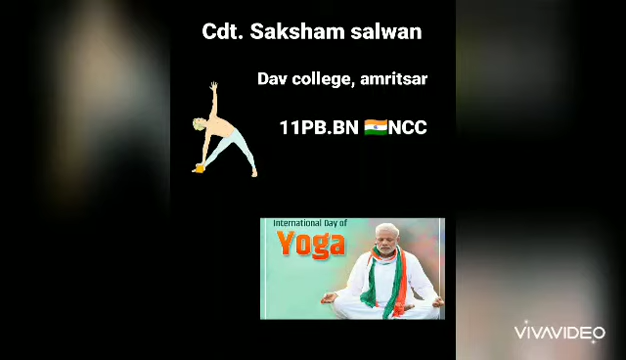 Cdt. Saksham salwan
Dav college, amritsar
11PB.BN 🇮🇳NCC
International Day of
Yoga
VIVAVIDEO